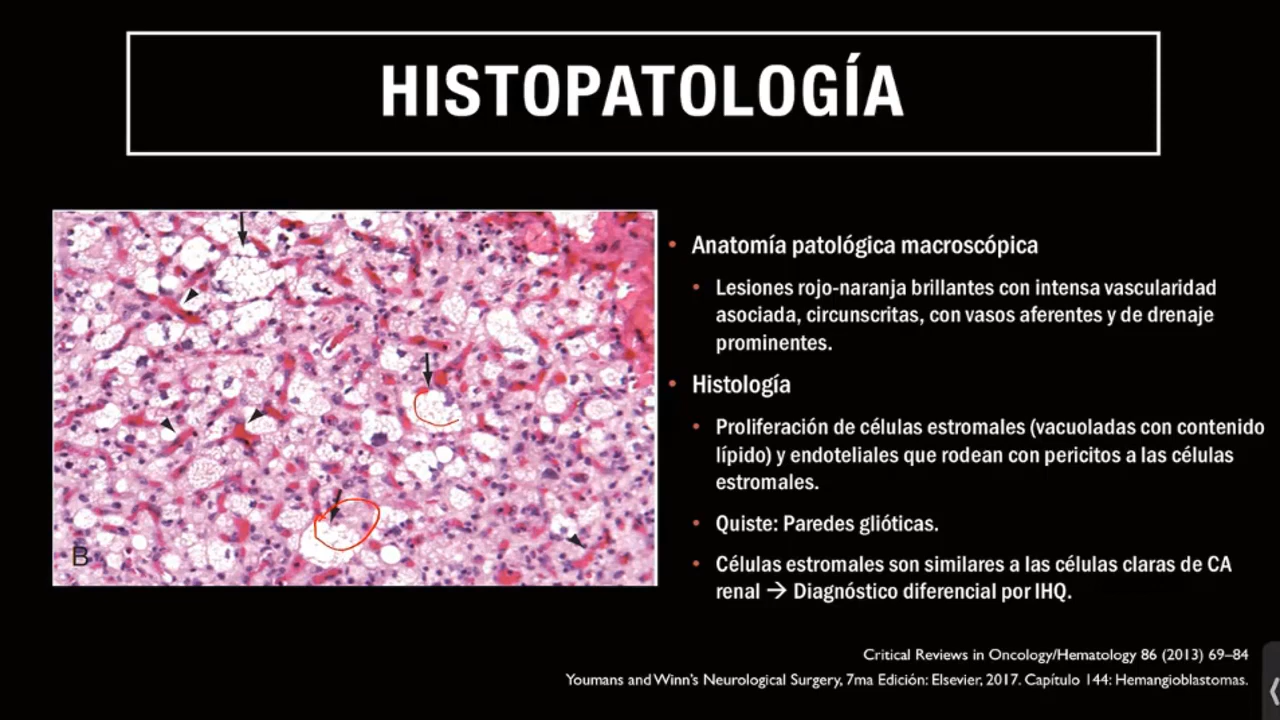 HISTOPATOLOGÍA
B
• Anatomía patológica macroscópica
• Lesiones rojo-naranja brillantes con intensa vascularidad
asociada, circunscritas, con vasos aferentes y de drenaje
prominentes.
• Histología
• Proliferación de células estromales (vacuoladas con contenido
lípido) y endoteliales que rodean con pericitos a las células
estromales.
• Quiste: Paredes glióticas.
• Células estromales son similares a las células claras de CA
renal → Diagnóstico diferencial por IHQ.
Critical Reviews in Oncology/Hematology 86 (2013) 69–84
Youmans and Winn's Neurological Surgery, 7ma Edición: Elsevier, 2017. Capítulo 144: Hemangioblastomas.